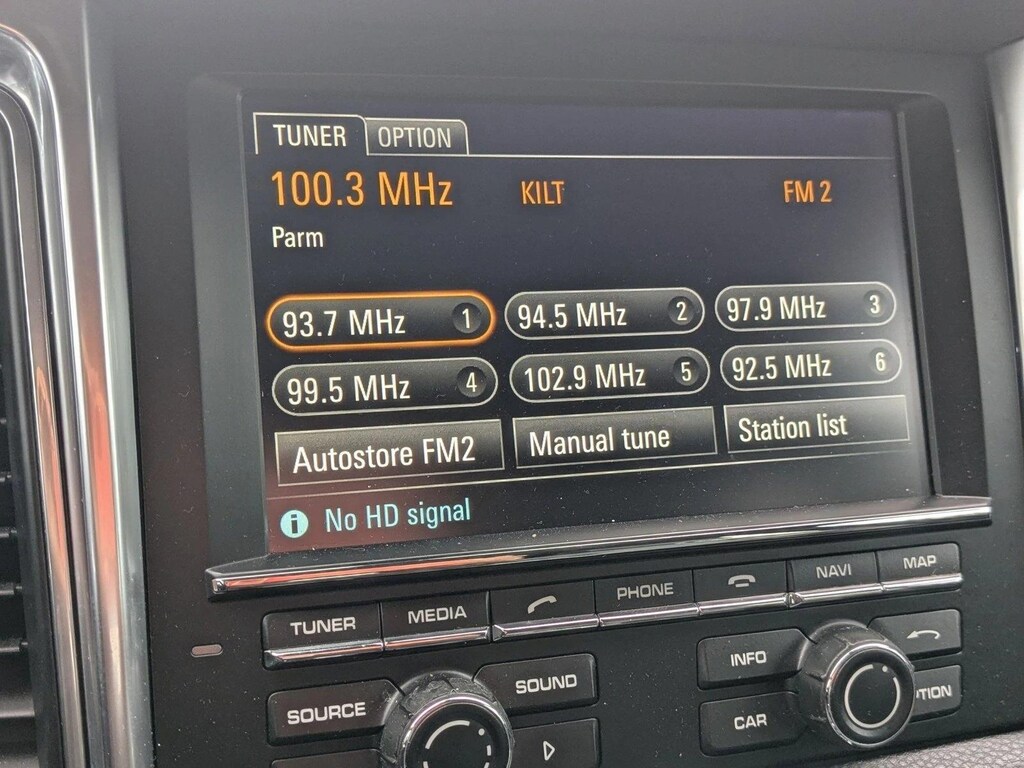 TUNER OPTION
100.3 MHz KILT FM 2
Parm
93.7 MHz 1 94.5 MHz 2 97.9 MHz 3
99.5 MHz 4 102.9 MHz 5 92.5 MHz 6
Autostore FM2 Manual tune Station list
i No HD signal
TUNER MEDIA PHONE NAVI MAP
SOURCE SOUND INFO
CAR PTION